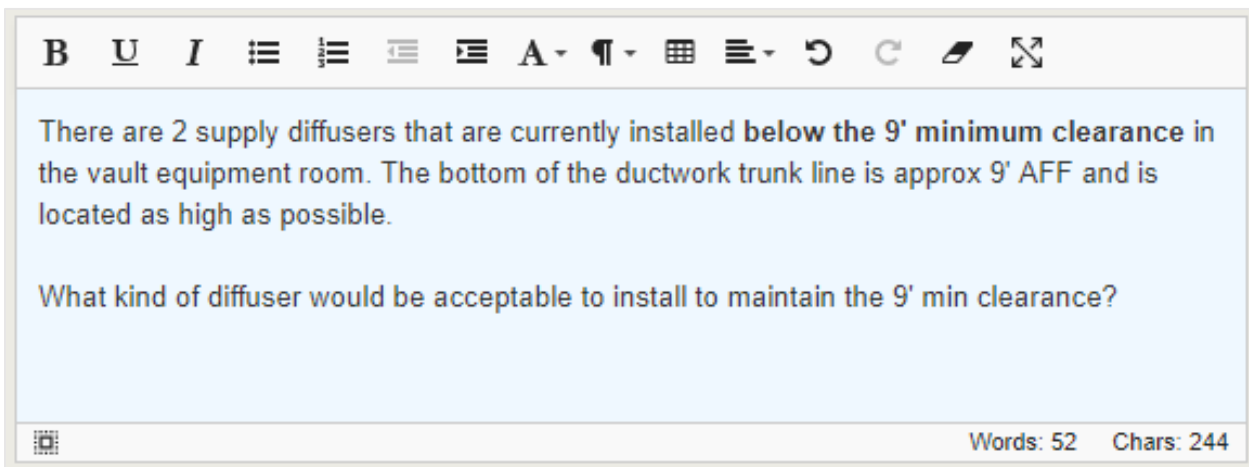 B U I A ¶
There are 2 supply diffusers that are currently installed below the 9' minimum clearance in
the vault equipment room. The bottom of the ductwork trunk line is approx 9' AFF and is
located as high as possible.
What kind of diffuser would be acceptable to install to maintain the 9' min clearance?
Words: 52 Chars: 244